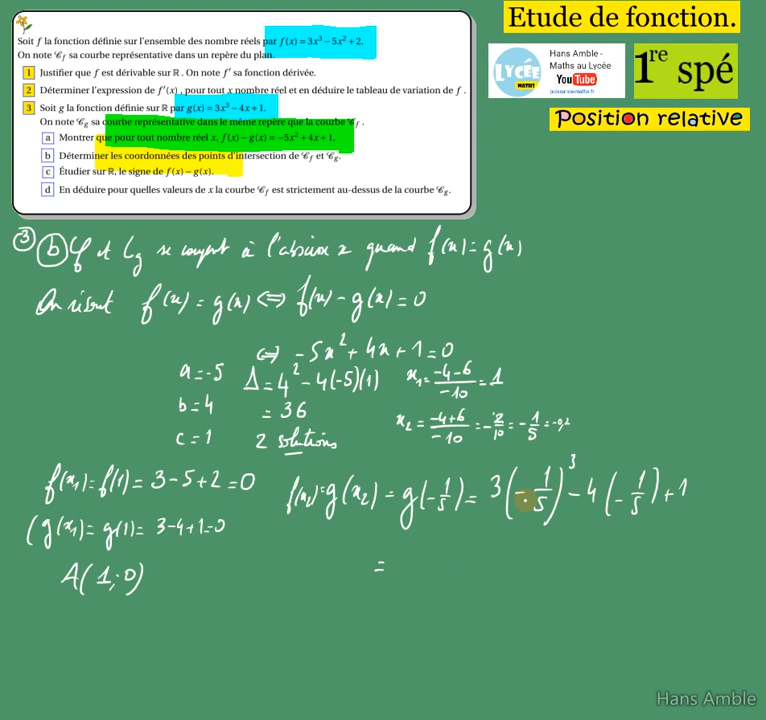 Etude de fonction.
Soit f la fonction définie sur l'ensemble des nombres réels par f(x) = 3x³ − 5x² + 2.
On note 𝒞f sa courbe représentative dans un repère du plan.
1 Justifier que f est dérivable sur ℝ. On note f′ sa fonction dérivée.
2 Déterminer l'expression de f′(x), pour tout x nombre réel et en déduire le tableau de variation de f.
3 Soit g la fonction définie sur ℝ par g(x) = 3x³ − 4x + 1.
On note 𝒞g sa courbe représentative dans le même repère que la courbe 𝒞f.
a Montrer que pour tout nombre réel x, f(x) − g(x) = −5x² + 4x + 1.
b Déterminer les coordonnées des points d'intersection de 𝒞f et 𝒞g.
c Étudier sur ℝ, le signe de f(x) − g(x).
d En déduire pour quelles valeurs de x la courbe 𝒞f est strictement au-dessus de la courbe 𝒞g.
LYCÉE
MATHS
Hans Amble -
Maths au Lycée
YouTube
1re spé
Position relative
③ b Cf et Cg se coupent à l'abscisse x quand f(x) = g(x)
On résout f(x) = g(x) ⟺ f(x) − g(x) = 0
⟺ −5x² + 4x + 1 = 0
a = −5 Δ = 4² − 4(−5)(1) x₁ = (−4−6)/(−10) = 1
b = 4 = 36 x₂ = (−4+6)/(−10) = −2/10 = −1/5 = −0,2
c = 1 2 solutions
f(x₁) = f(1) = 3 − 5 + 2 = 0 f(x₂) = g(x₂) = g(−1/5) = 3(−1/5)³ − 4(−1/5) + 1
(g(x₁) = g(1) = 3 − 4 + 1 = 0
A(1; 0) =
Hans Amble